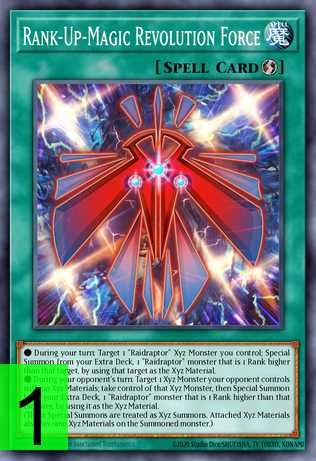 Rank-Up-Magic Revolution Force
[Spell Card]
● During your turn: Target 1 "Raidraptor" Xyz Monster you control; Special
Summon from your Extra Deck, 1 "Raidraptor" monster that is 1 Rank higher
than that target, by using that target as the Xyz Material.
● During your opponent's turn: Target 1 Xyz Monster your opponent controls
Xyz Materials; take control of that Xyz Monster, then Special Summon
your Extra Deck, 1 "Raidraptor" monster that is 1 Rank higher than that
by using it as the Xyz Material.
Special Summons are treated as Xyz Summons. Attached Xyz Materials
Xyz Materials on the Summoned monster.)
1
©2020 Studio Dice/SHUEISHA, TV TOKYO, KONAMI